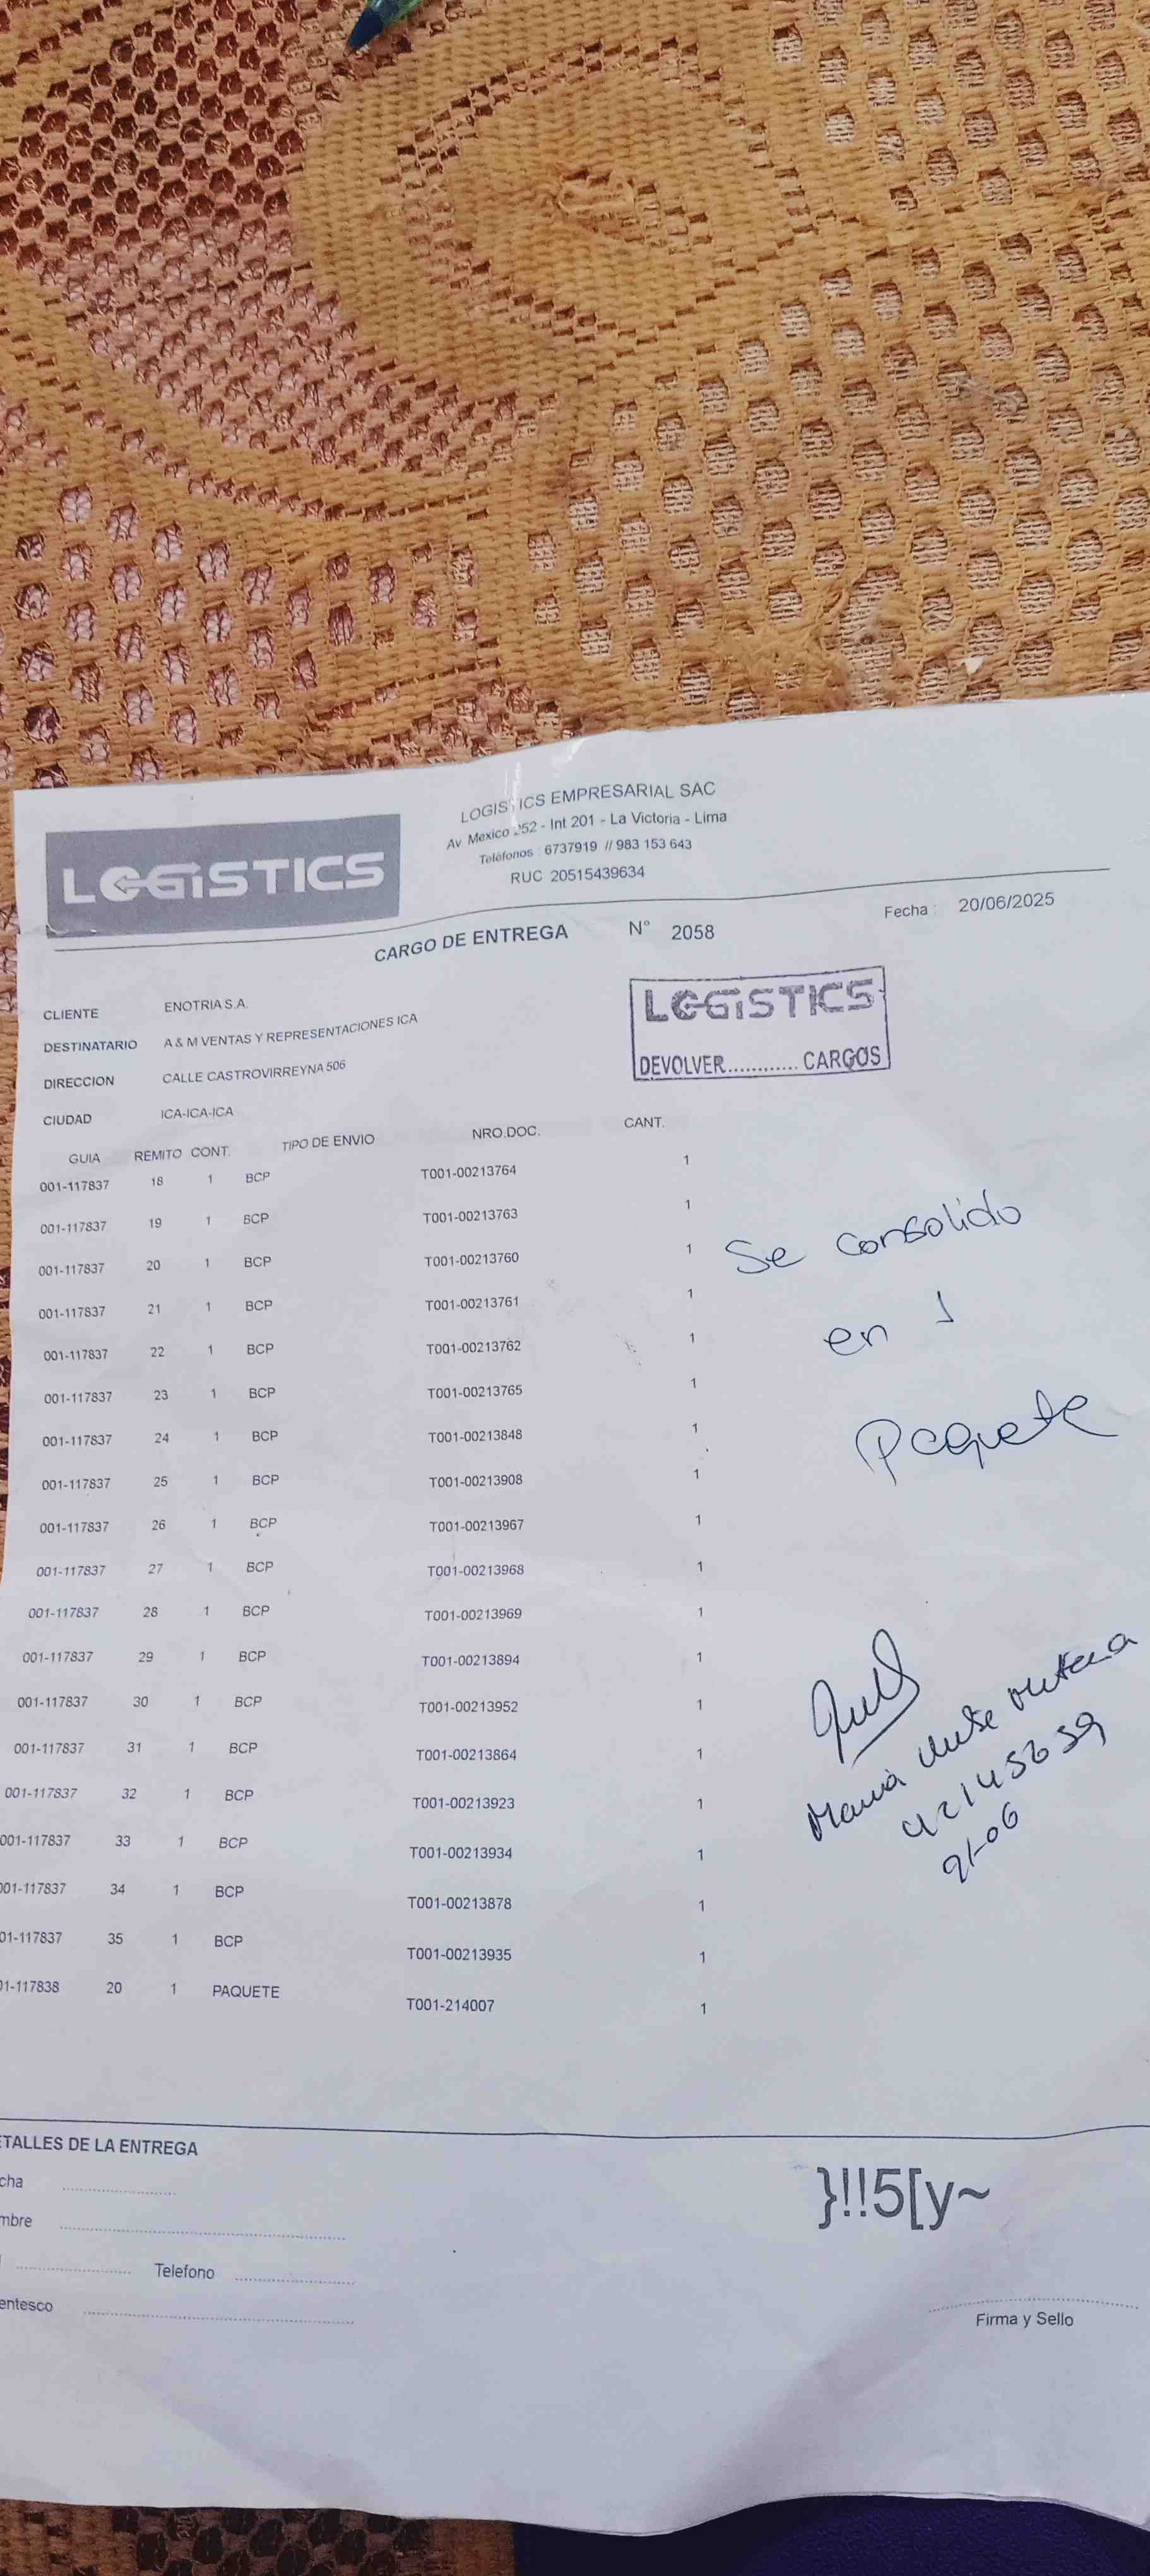 LOGISTICS
LOGISTICS EMPRESARIAL SAC
Av. Mexico 252 - Int 201 - La Victoria - Lima
Teléfonos : 6737919 // 983 153 643
RUC 20515439634
CARGO DE ENTREGA N° 2058
Fecha : 20/06/2025
LOGISTICS
DEVOLVER............ CARGOS
CLIENTE ENOTRIA S.A.
DESTINATARIO A & M VENTAS Y REPRESENTACIONES ICA
DIRECCION CALLE CASTROVIRREYNA 506
CIUDAD ICA-ICA-ICA
GUIA REMITO CONT. TIPO DE ENVIO NRO.DOC. CANT.
001-117837 18 1 BCP T001-00213764 1
001-117837 19 1 BCP T001-00213763 1
001-117837 20 1 BCP T001-00213760 1
001-117837 21 1 BCP T001-00213761 1
001-117837 22 1 BCP T001-00213762 1
001-117837 23 1 BCP T001-00213765 1
001-117837 24 1 BCP T001-00213848 1
001-117837 25 1 BCP T001-00213908 1
001-117837 26 1 BCP T001-00213967 1
001-117837 27 1 BCP T001-00213968 1
001-117837 28 1 BCP T001-00213969 1
001-117837 29 1 BCP T001-00213894 1
001-117837 30 1 BCP T001-00213952 1
001-117837 31 1 BCP T001-00213864 1
001-117837 32 1 BCP T001-00213923 1
001-117837 33 1 BCP T001-00213934 1
001-117837 34 1 BCP T001-00213878 1
01-117837 35 1 BCP T001-00213935 1
01-117838 20 1 PAQUETE T001-214007 1
Se consolido
en 1
Paquete
Maria
42145659
21-06
ETALLES DE LA ENTREGA
cha
mbre
Telefono
entesco
}!!5[y~
Firma y Sello